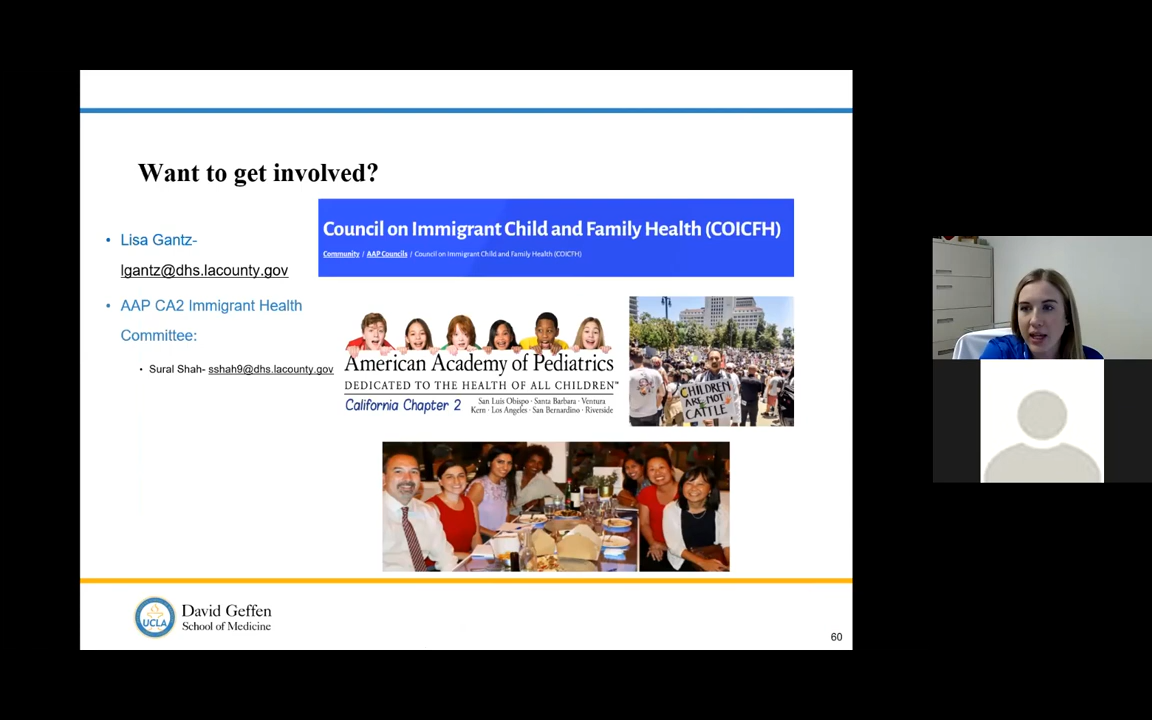 Want to get involved?
• Lisa Gantz-
lgantz@dhs.lacounty.gov
• AAP CA2 Immigrant Health
Committee:
• Sural Shah- sshah9@dhs.lacounty.gov
Council on Immigrant Child and Family Health (COICFH)
Community / AAP Councils / Council on Immigrant Child and Family Health (COICFH)
American Academy of Pediatrics
DEDICATED TO THE HEALTH OF ALL CHILDREN™
California Chapter 2
San Luis Obispo · Santa Barbara · Ventura
Kern · Los Angeles · San Bernardino · Riverside
CHILDREN
ARE NOT
CATTLE
UCLA
David Geffen
School of Medicine
60